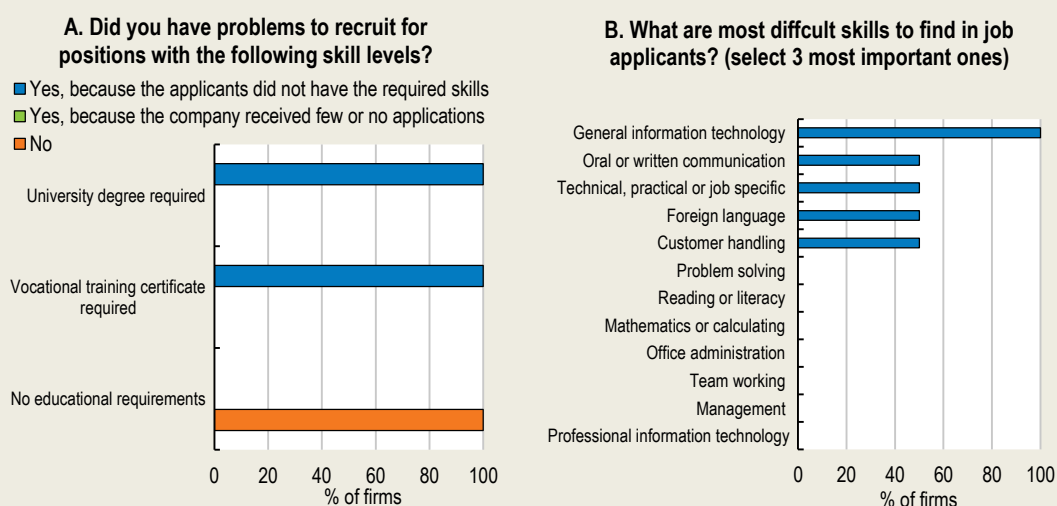 A. Did you have problems to recruit for
positions with the following skill levels?
Yes, because the applicants did not have the required skills
Yes, because the company received few or no applications
No
University degree required
Vocational training certificate
required
No educational requirements
0 20 40 60 80 100
% of firms
B. What are most diffcult skills to find in job
applicants? (select 3 most important ones)
General information technology
Oral or written communication
Technical, practical or job specific
Foreign language
Customer handling
Problem solving
Reading or literacy
Mathematics or calculating
Office administration
Team working
Management
Professional information technology
0 20 40 60 80 100
% of firms